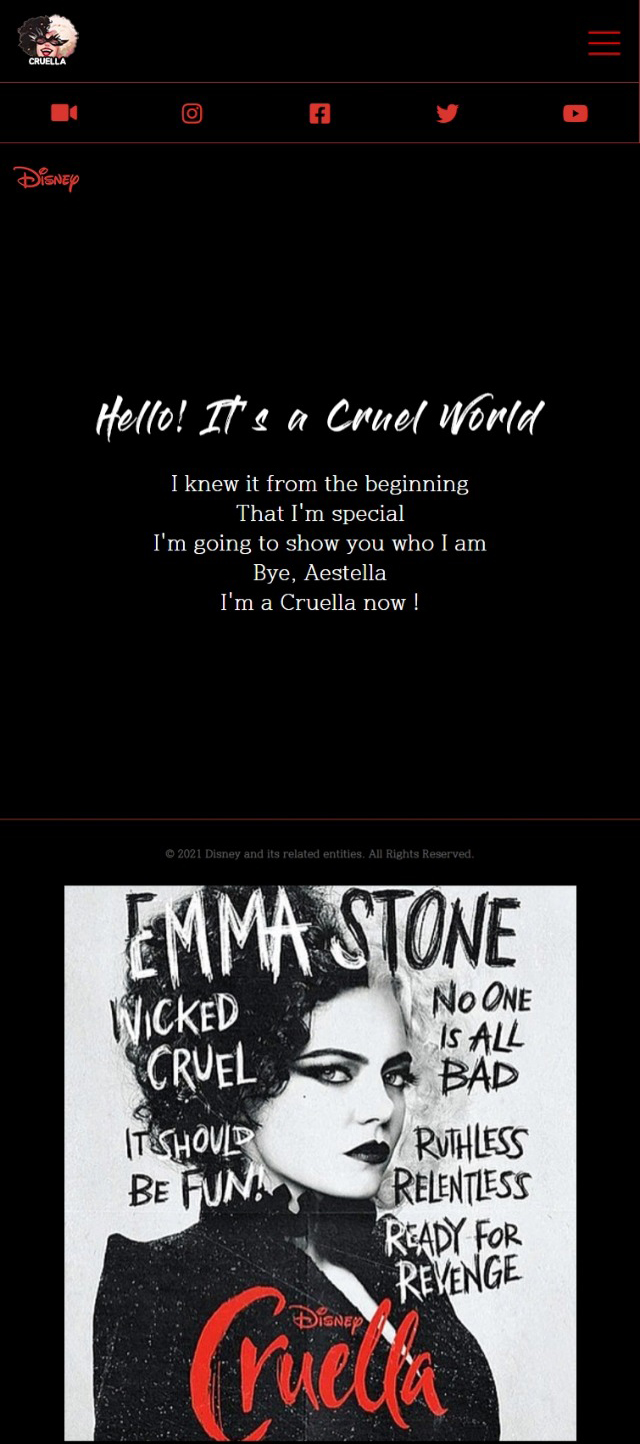 CRUELLA
Disney
Hello! It's a Cruel World
I knew it from the beginning
That I'm special
I'm going to show you who I am
Bye, Aestella
I'm a Cruella now !
© 2021 Disney and its related entities. All Rights Reserved.
EMMA STONE
WICKED
CRUEL
NO ONE
IS ALL
BAD
IT SHOULD
BE FUN!
RUTHLESS
RELENTLESS
READY FOR
REVENGE
Disney
Cruella